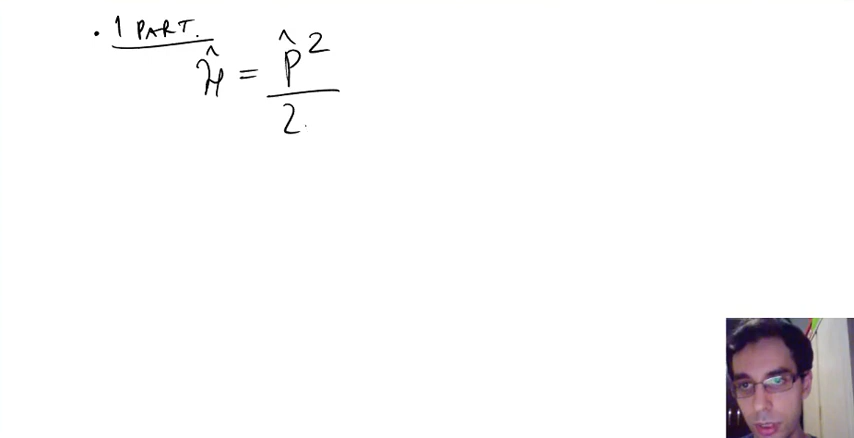 . 1 PART.
Ĥ = p̂²
2.